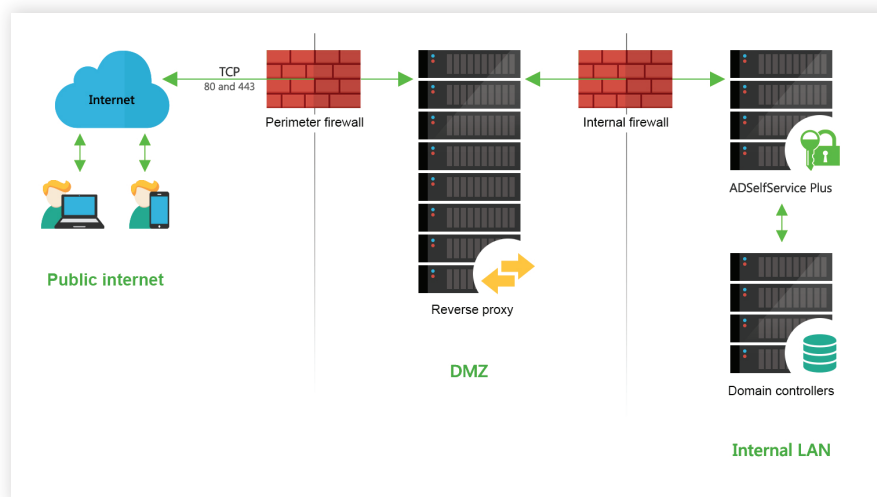 Internet
TCP
80 and 443
Perimeter firewall
Internal firewall
ADSelfService Plus
Public internet
Reverse proxy
DMZ
Domain controllers
Internal LAN